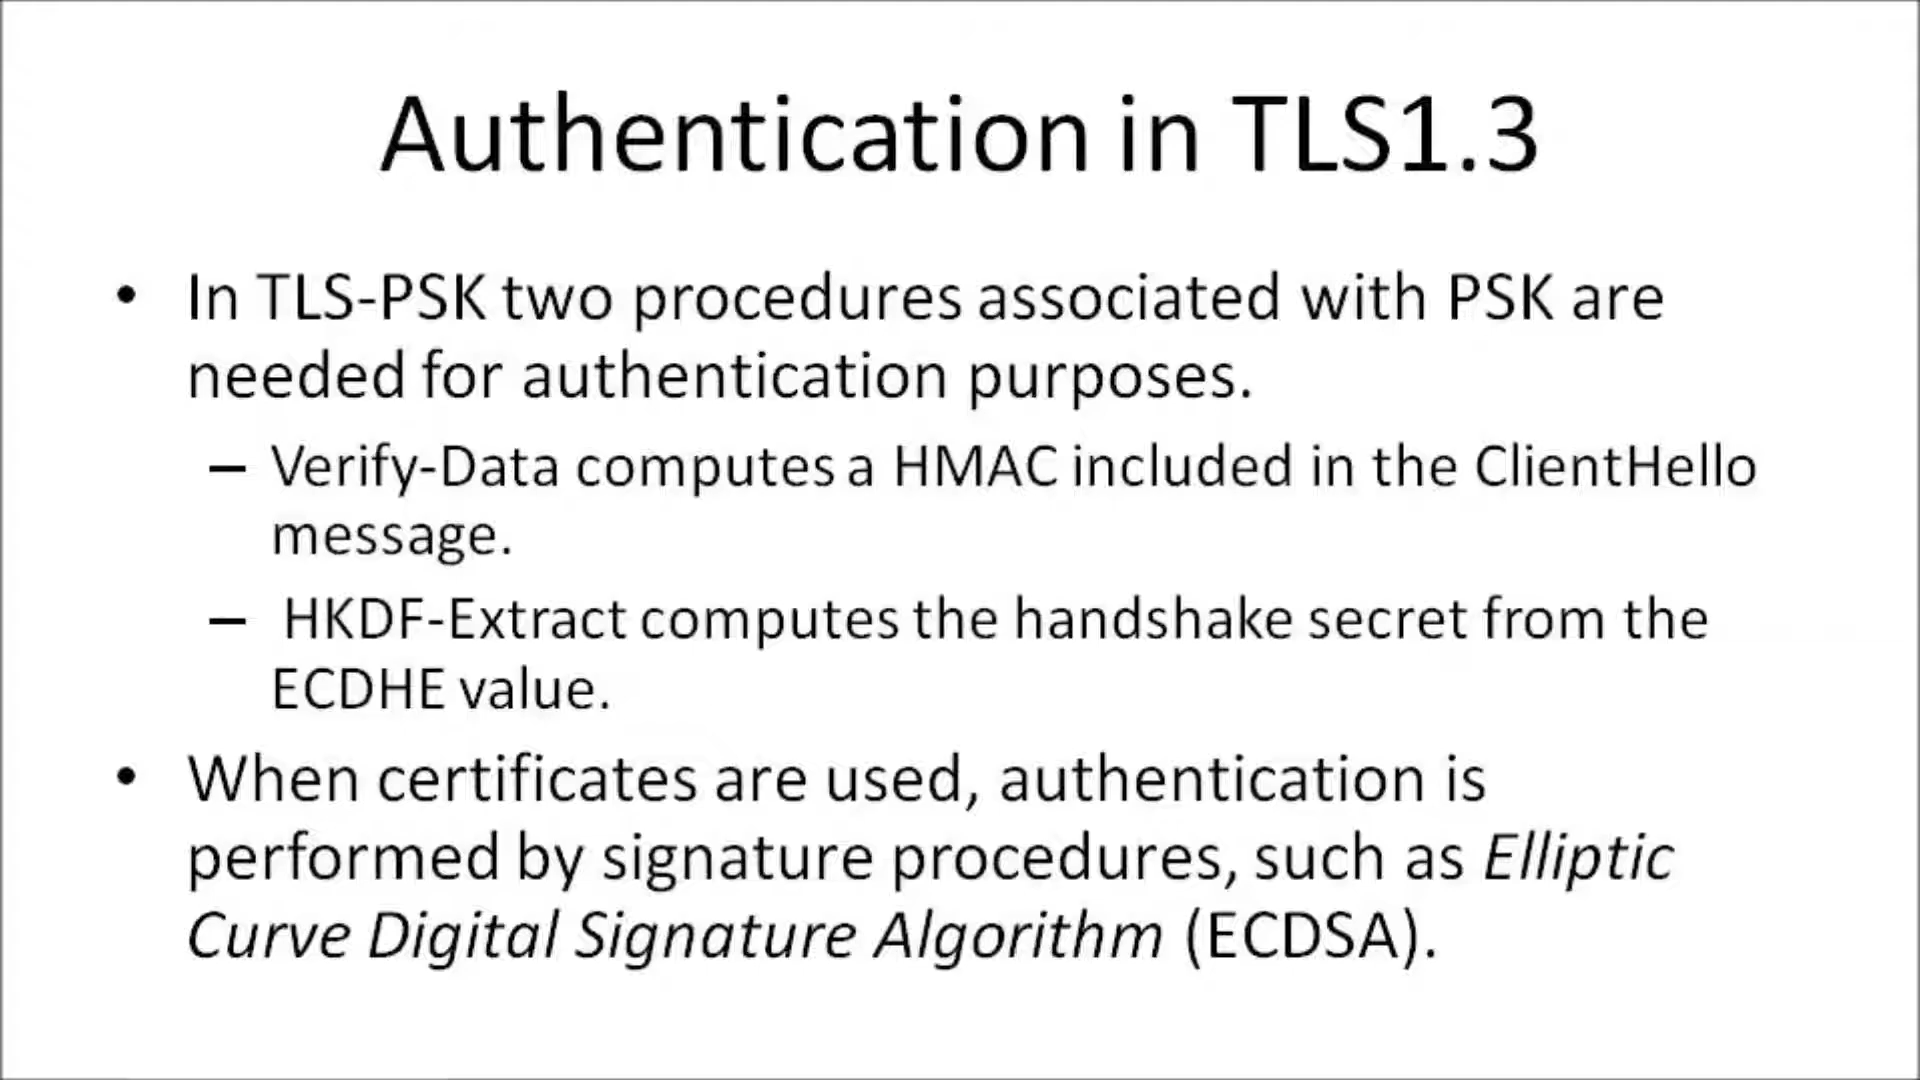 Authentication in TLS1.3
• In TLS-PSK two procedures associated with PSK are
needed for authentication purposes.
– Verify-Data computes a HMAC included in the ClientHello
message.
– HKDF-Extract computes the handshake secret from the
ECDHE value.
• When certificates are used, authentication is
performed by signature procedures, such as Elliptic
Curve Digital Signature Algorithm (ECDSA).